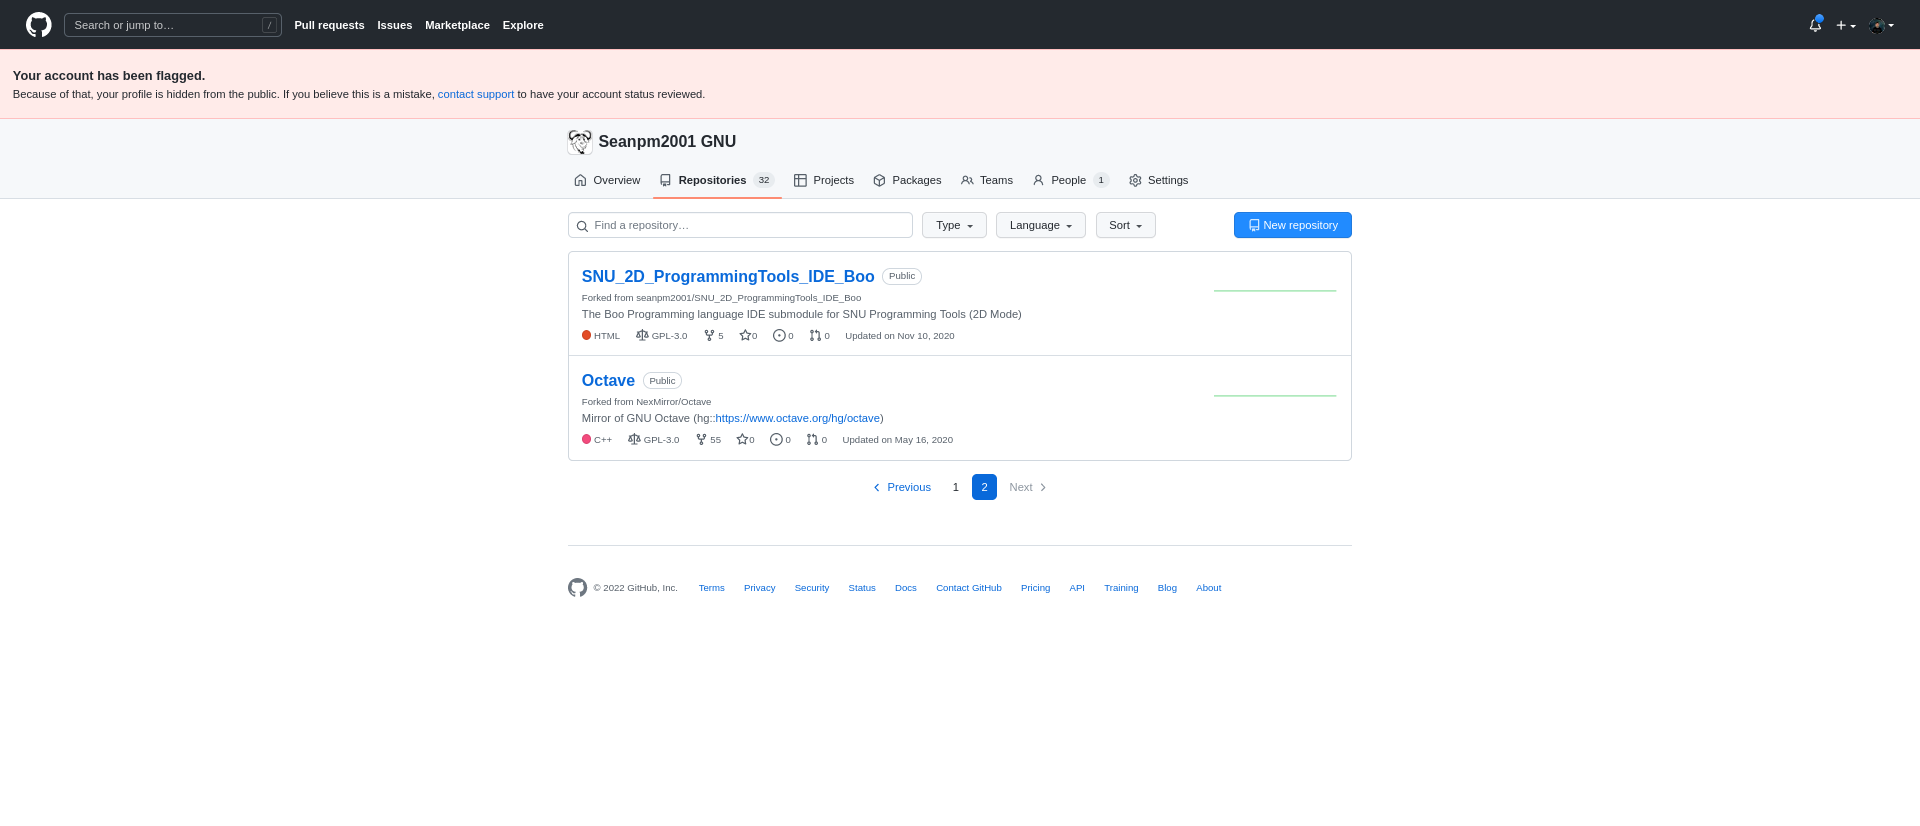 Search or jump to… /
Pull requests Issues Marketplace Explore
Your account has been flagged.
Because of that, your profile is hidden from the public. If you believe this is a mistake, contact support to have your account status reviewed.
Seanpm2001 GNU
Overview Repositories 32 Projects Packages Teams People 1 Settings
Find a repository… Type Language Sort New repository
SNU_2D_ProgrammingTools_IDE_Boo Public
Forked from seanpm2001/SNU_2D_ProgrammingTools_IDE_Boo
The Boo Programming language IDE submodule for SNU Programming Tools (2D Mode)
HTML GPL-3.0 5 0 0 0 Updated on Nov 10, 2020
Octave Public
Forked from NexMirror/Octave
Mirror of GNU Octave (hg::https://www.octave.org/hg/octave)
C++ GPL-3.0 55 0 0 0 Updated on May 16, 2020
Previous 1 2 Next
© 2022 GitHub, Inc. Terms Privacy Security Status Docs Contact GitHub Pricing API Training Blog About